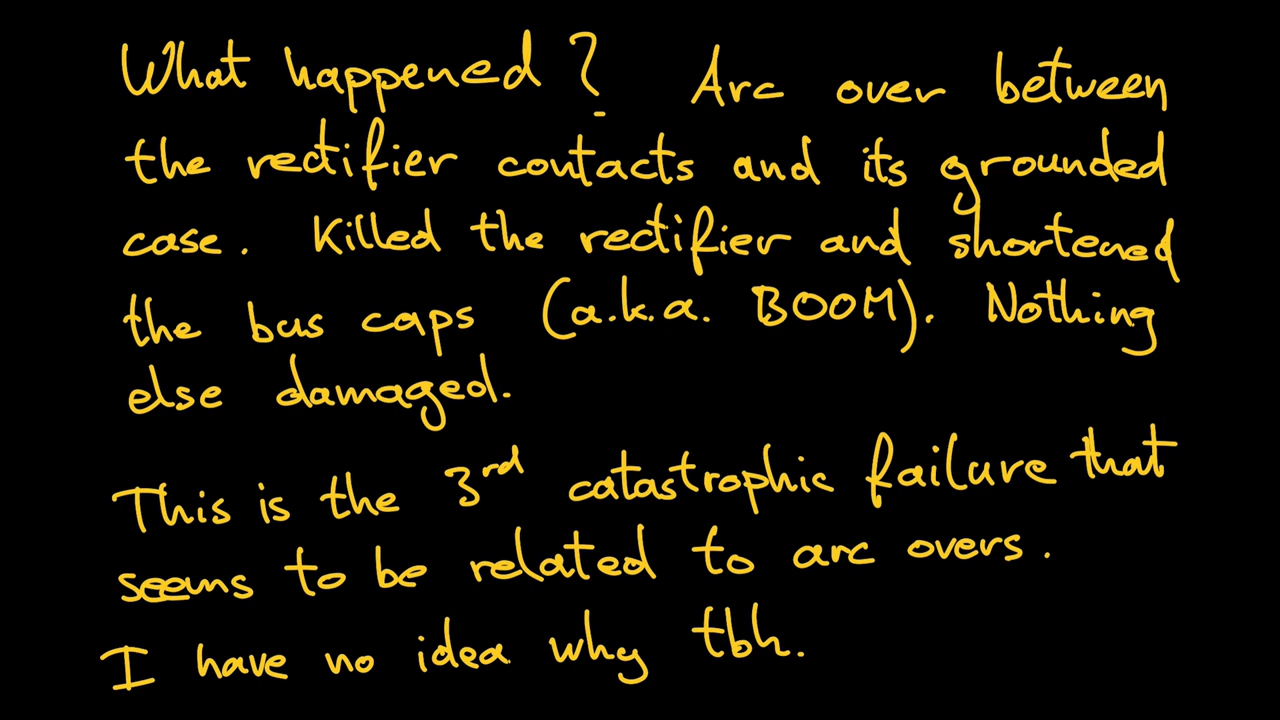 What happened? Arc over between
the rectifier contacts and its grounded
case. Killed the rectifier and shortened
the bus caps (a.k.a. BOOM). Nothing
else damaged.
This is the 3rd catastrophic failure that
seems to be related to arc overs.
I have no idea why tbh.